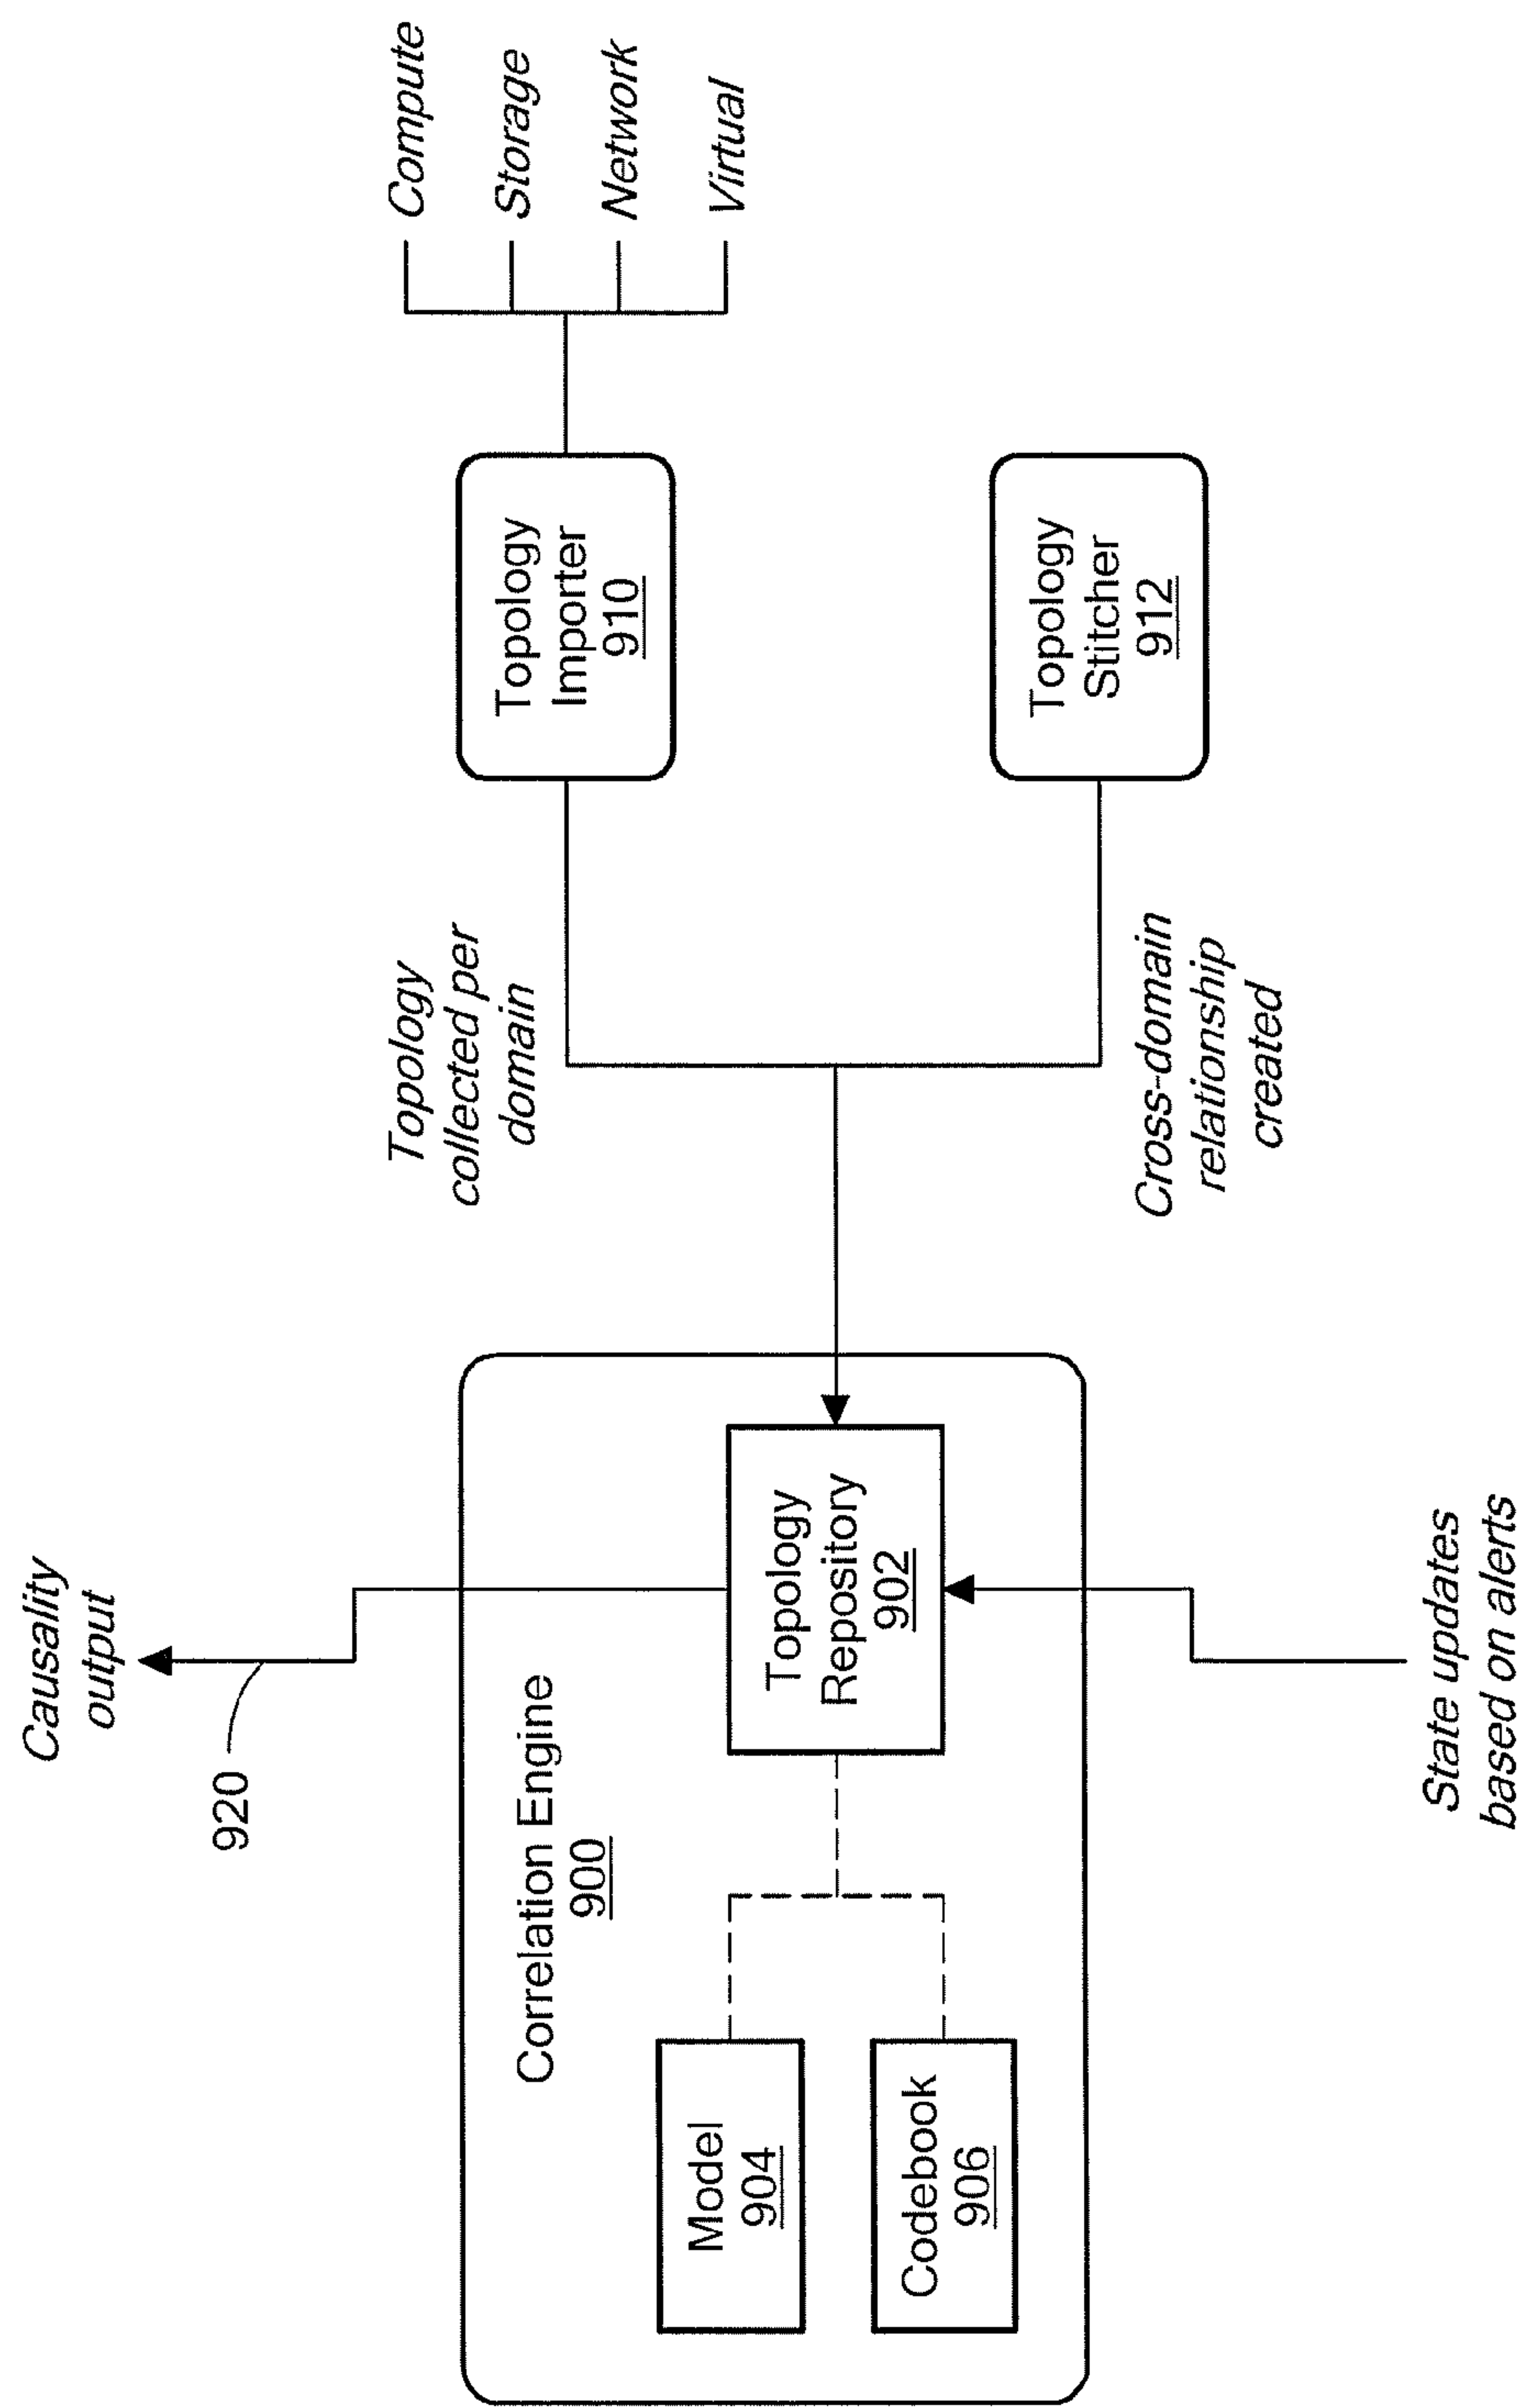 Causality
output
920
Correlation Engine
900
Model
904
Codebook
906
Topology
Repository
902
State updates
based on alerts
Topology
collected per
domain
Cross-domain
relationship
created
Topology
Importer
910
Topology
Stitcher
912
Compute
Storage
Network
Virtual